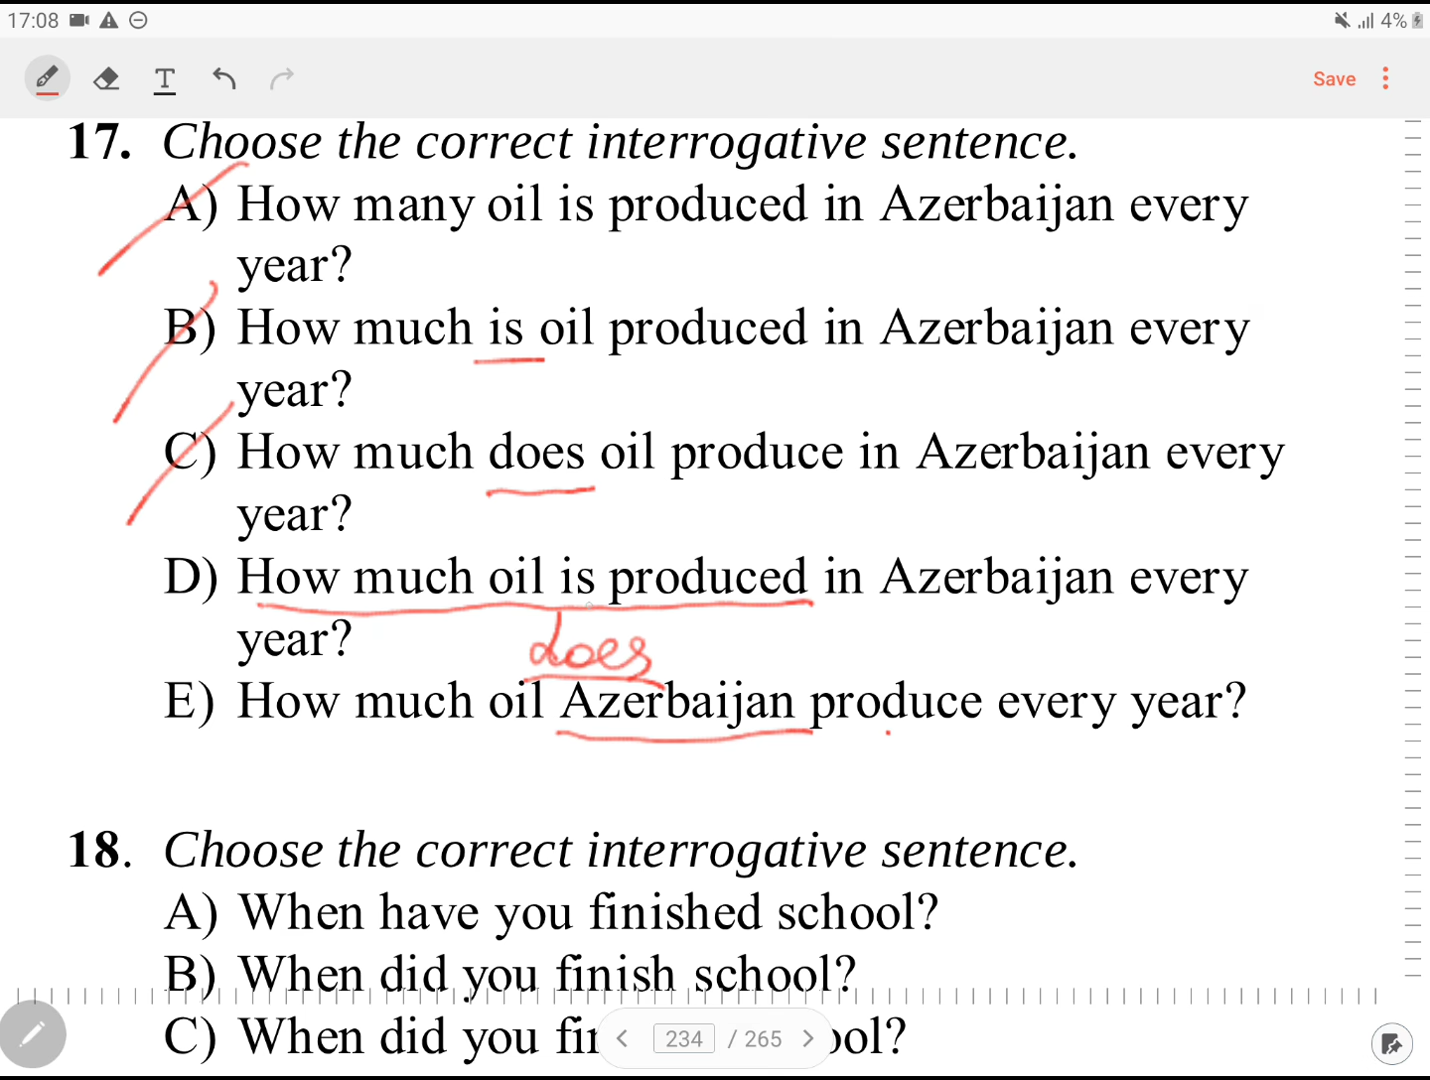 17:08
4%
Save
17. Choose the correct interrogative sentence.
A) How many oil is produced in Azerbaijan every
year?
B) How much is oil produced in Azerbaijan every
year?
C) How much does oil produce in Azerbaijan every
year?
D) How much oil is produced in Azerbaijan every
year?
does
E) How much oil Azerbaijan produce every year?
18. Choose the correct interrogative sentence.
A) When have you finished school?
B) When did you finish school?
C) When did you
234 / 265